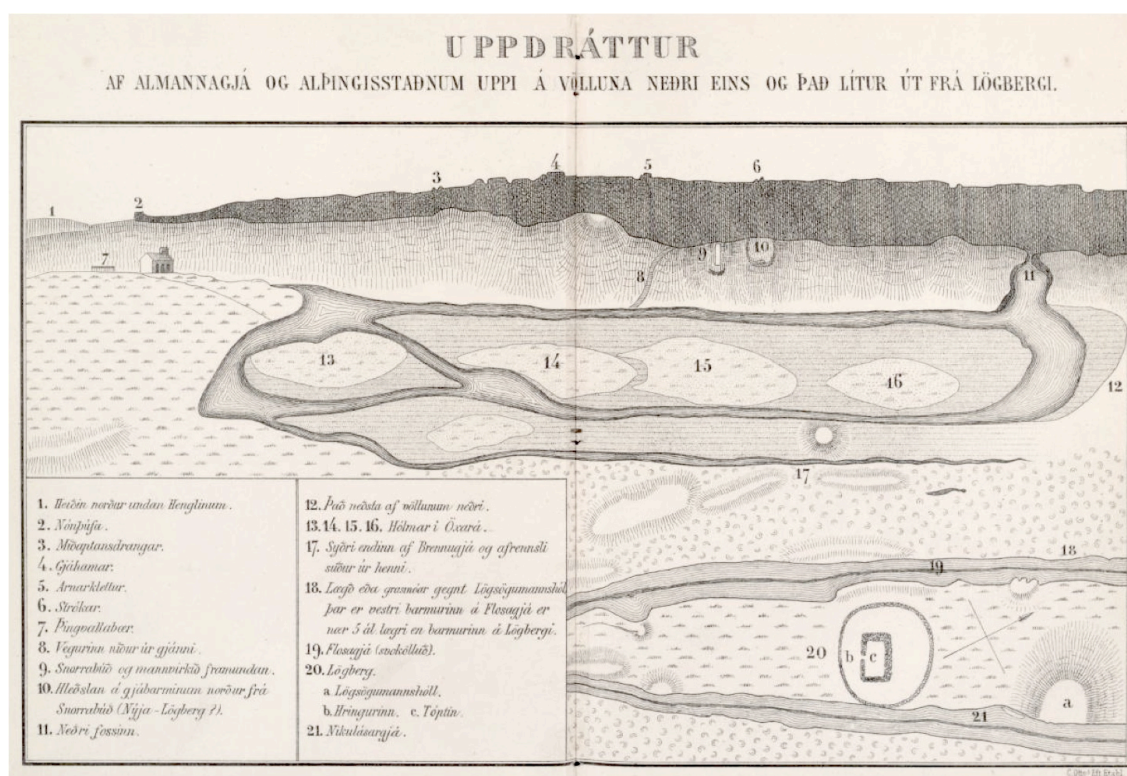 UPPDRÁTTUR
AF ALMANNAGJÁ OG ALÞINGISSTAÐNUM UPPI Á VÖLLUNA NEÐRI EINS OG ÞAÐ LÍTUR ÚT FRÁ LÖGBERGI.
1
2
3
4
5
6
7
8
9
10
11
12
13
14
15
16
17
18
19
20
b
c
a
21
1. Heiðin norður undan Henglinum.
2. Nónþúfa.
3. Miðaptansdrangar.
4. Gjáhamar.
5. Arnarklettur.
6. Strókar.
7. Þingvallabær.
8. Vegurinn niður úr gjánni.
9. Snorrabúð og mannvirkið framundan.
10. Hleðslan á gjábarminum norður frá
Snorrabúð (Nýja-Lögberg?).
11. Neðri fossinn.
12. Það neðsta af völlunum neðri.
13. 14. 15. 16. Hólmar í Öxará.
17. Syðri endinn af Brennugjá og afrennsli
suður úr henni.
18. Lægð eða grasmóar gegnt Lögsögumannshól
þar er vestri barmurinn á Flosagjá er
nær 5 ál. lægri en barmurinn á Lögbergi.
19. Flosagjá (svokölluð).
20. Lögberg.
a. Lögsögumannshóll.
b. Hringurinn. c. Tóptin.
21. Nikulásargjá.